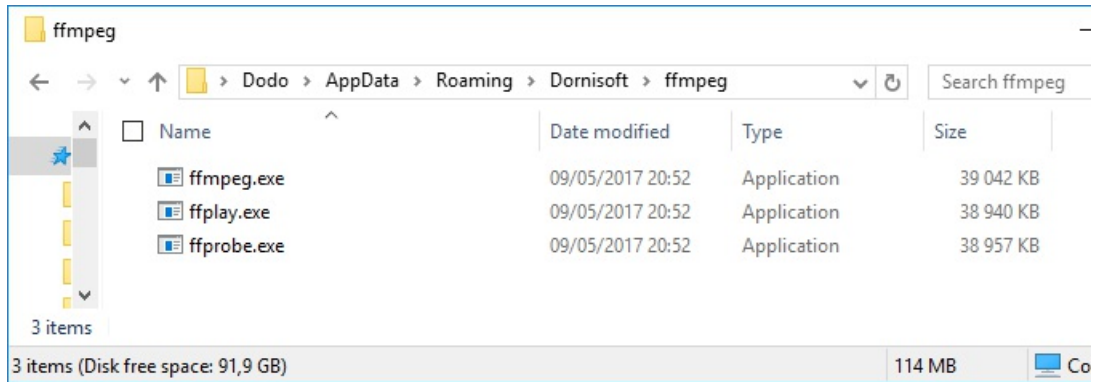 ffmpeg
Dodo > AppData > Roaming > Dornisoft > ffmpeg
Search ffmpeg
Name Date modified Type Size
ffmpeg.exe 09/05/2017 20:52 Application 39 042 KB
ffplay.exe 09/05/2017 20:52 Application 38 940 KB
ffprobe.exe 09/05/2017 20:52 Application 38 957 KB
3 items
3 items (Disk free space: 91,9 GB) 114 MB Co